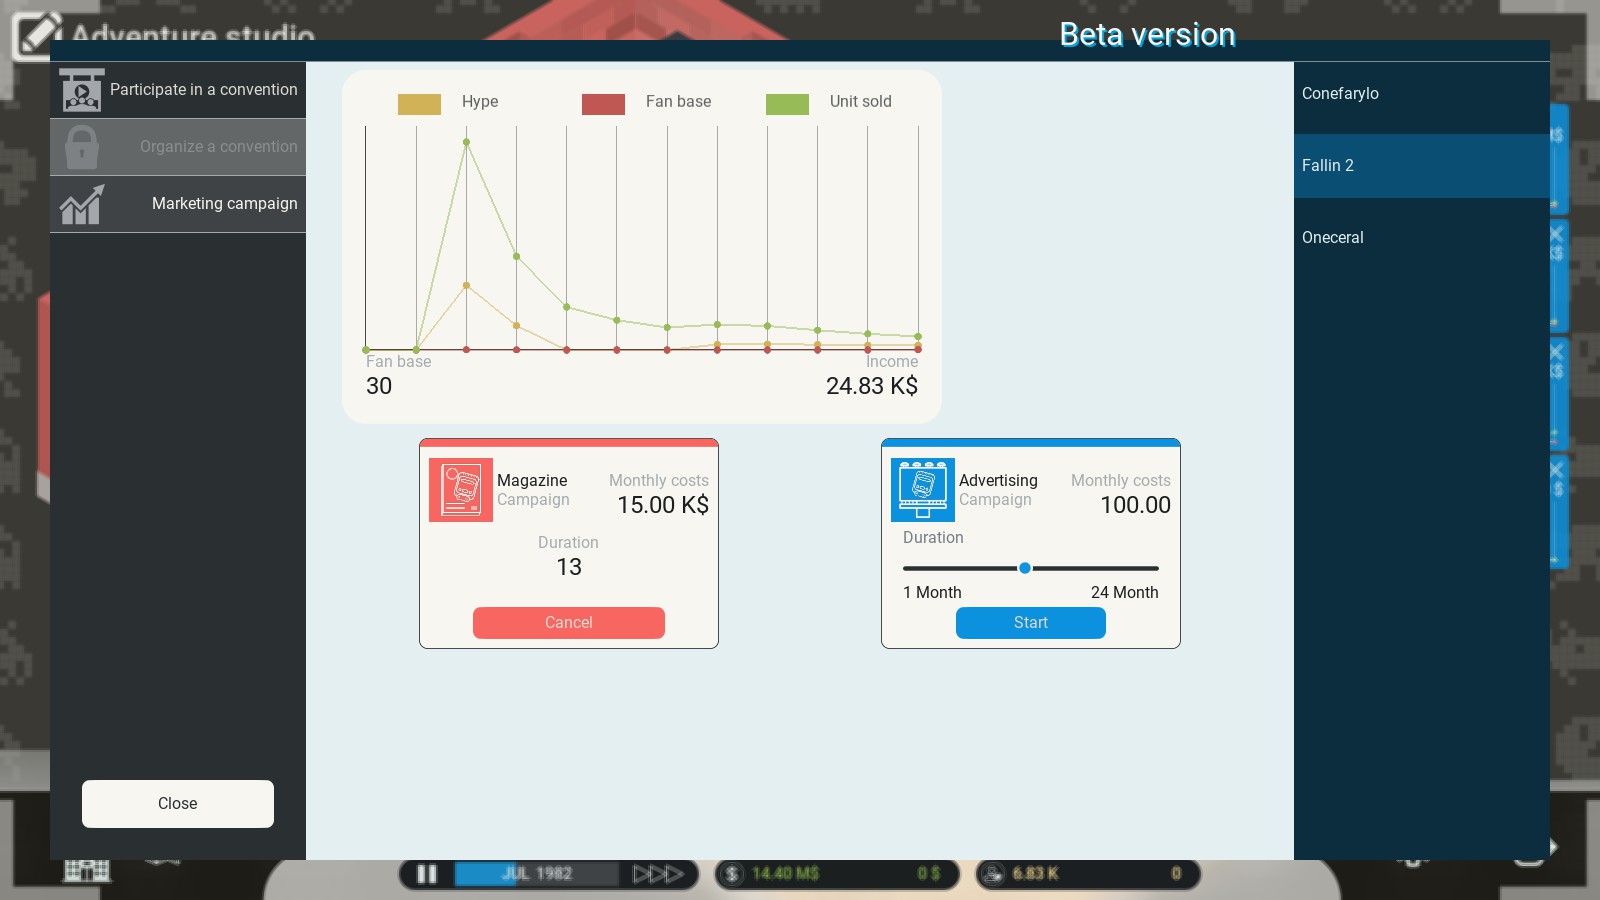 Adventure studio
Beta version
Participate in a convention
Organize a convention
Marketing campaign
Close
Hype
Fan base
Unit sold
Fan base
30
Income
24.83 K$
Magazine
Campaign
Monthly costs
15.00 K$
Duration
13
Cancel
Advertising
Campaign
Monthly costs
100.00
Duration
1 Month
24 Month
Start
Conefarylo
Fallin 2
Oneceral
JUL 1982
14.40 M$
0 $
6.83 K
0